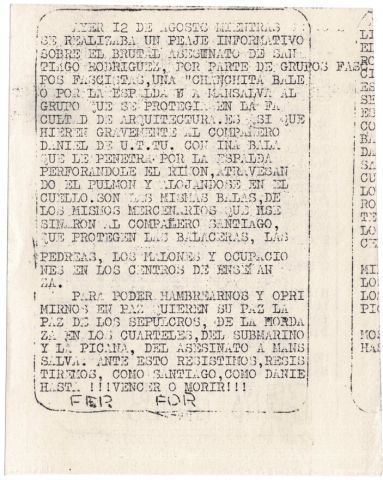 AYER 12 DE AGOSTO MIENTRAS
SE REALIZABA UN PEAJE INFORMATIVO
SOBRE EL BRUTAL ASESINATO DE SAN
TIAGO RODRIGUEZ, POR PARTE DE GRUPOS FASC
POS FASCISTAS, UNA "CHANCHITA BALE
O POR LA ESPALDA Y A MANSALVA AL
GRUPO QUE SE PROTEGIA EN LA FA
CULTAD DE ARQUITECTURA.ES ASI QUE
HIEREN GRAVEMENTE AL COMPAÑERO
DANIEL DE U.T.U. CON UNA BALA
QUE LE PENETRA POR LA ESPALDA
PERFORANDOLE EL RIÑON, ATRAVESAN
DO EL PULMON Y ALOJANDOSE EN EL
CUELLO.SON LAS MISMAS BALAS, DE
LOS MISMOS MERCENARIOS QUE
SINARON AL COMPAÑERO SANTIAGO,
QUE PROTEGEN LAS BALACERAS, LAS
PEDREAS, LOS MALONES Y OCUPACIO
NES EN LOS CENTROS DE ENSEÑAN
ZA.
PARA PODER HAMBREARNOS Y OPRI
MIRNOS EN PAZ QUIEREN SU PAZ LA
PAZ DE LOS SEPULCROS, DE LA MORDA
ZA EN LOS CUARTELES, DEL SUBMARINO
Y LA PICANA, DEL ASESINATO A MANS
SALVA: ANTE ESTO RESISTIMOS, RESIS
TIREMOS, COMO SANTIAGO, COMO DANIE
HASTA !!!VENCER O MORIR!!!
FER FOR